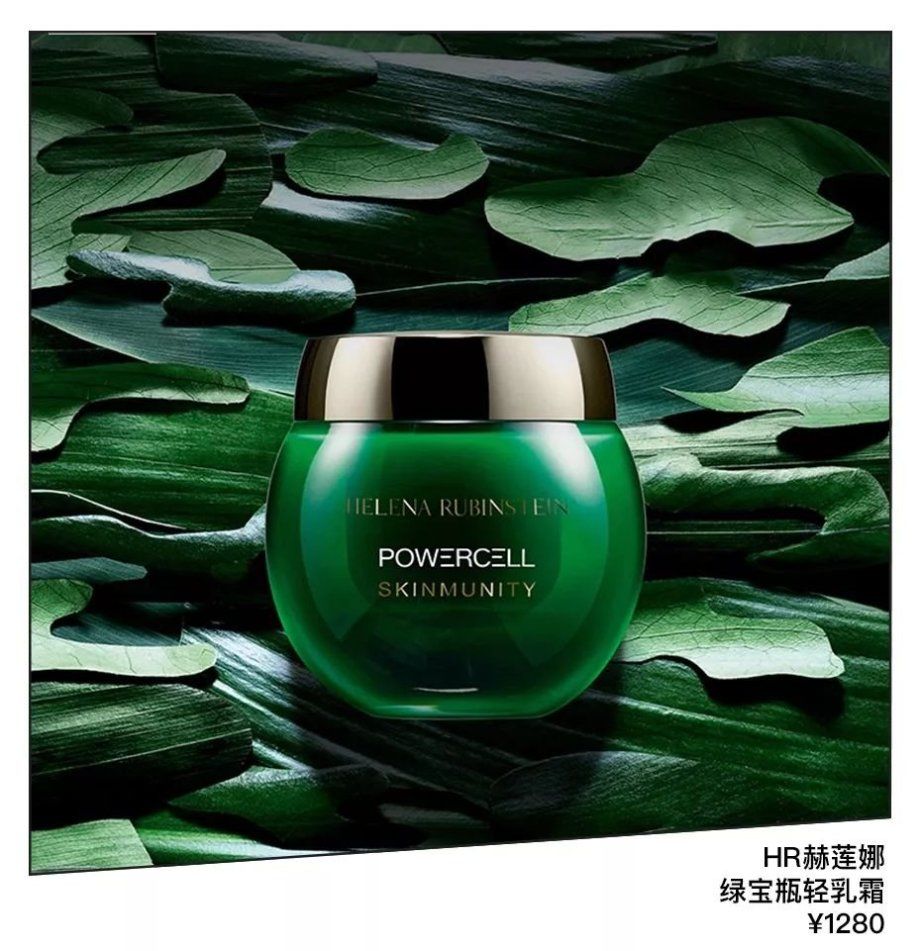 HELENA RUBINSTEIN
POWERCELL
SKINMUNITY
HR赫莲娜
绿宝瓶轻乳霜
¥1280